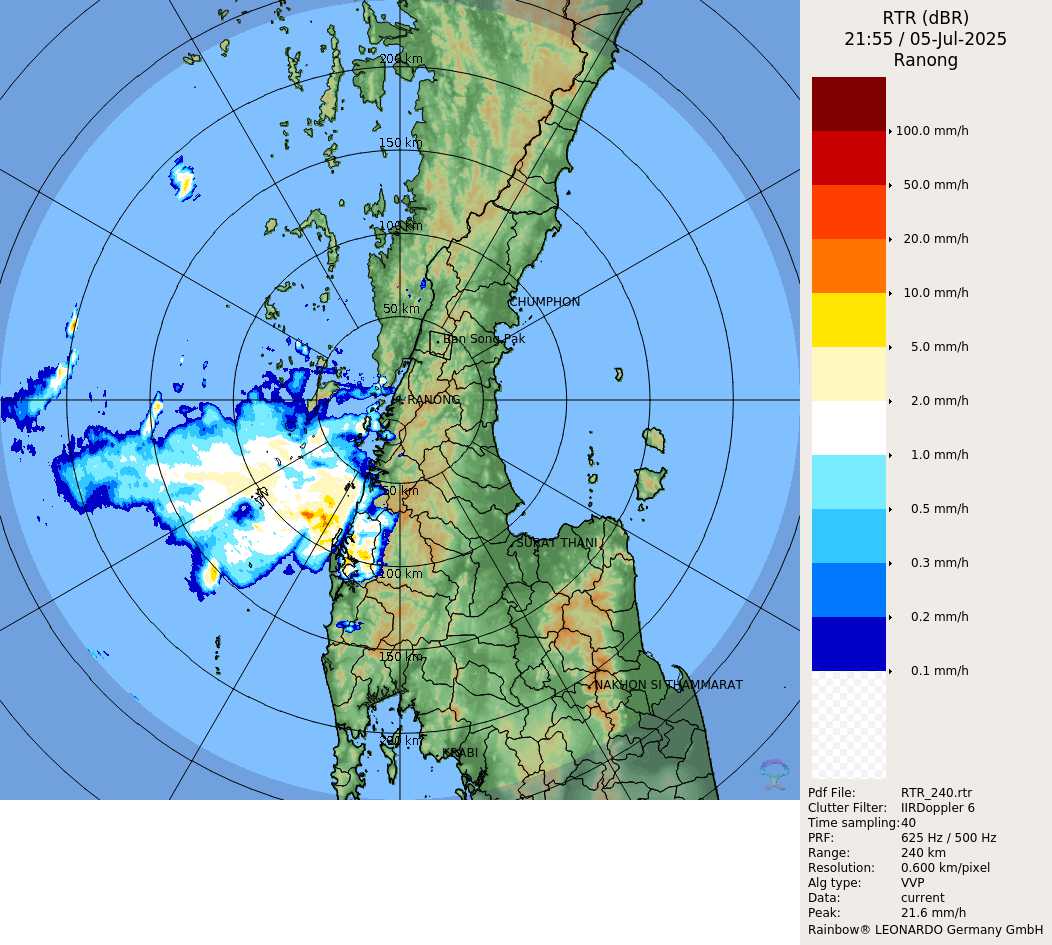 RTR (dBR)
21:55 / 05-Jul-2025
Ranong
100.0 mm/h
50.0 mm/h
20.0 mm/h
10.0 mm/h
5.0 mm/h
2.0 mm/h
1.0 mm/h
0.5 mm/h
0.3 mm/h
0.2 mm/h
0.1 mm/h
200 km
150 km
100 km
50 km
CHUMPHON
Ban Song Pak
RANONG
50 km
SURAT THANI
100 km
150 km
NAKHON SI THAMMARAT
200 km
KRABI
Pdf File: RTR_240.rtr
Clutter Filter: IIRDoppler 6
Time sampling:40
PRF: 625 Hz / 500 Hz
Range: 240 km
Resolution: 0.600 km/pixel
Alg type: VVP
Data: current
Peak: 21.6 mm/h
Rainbow® LEONARDO Germany GmbH